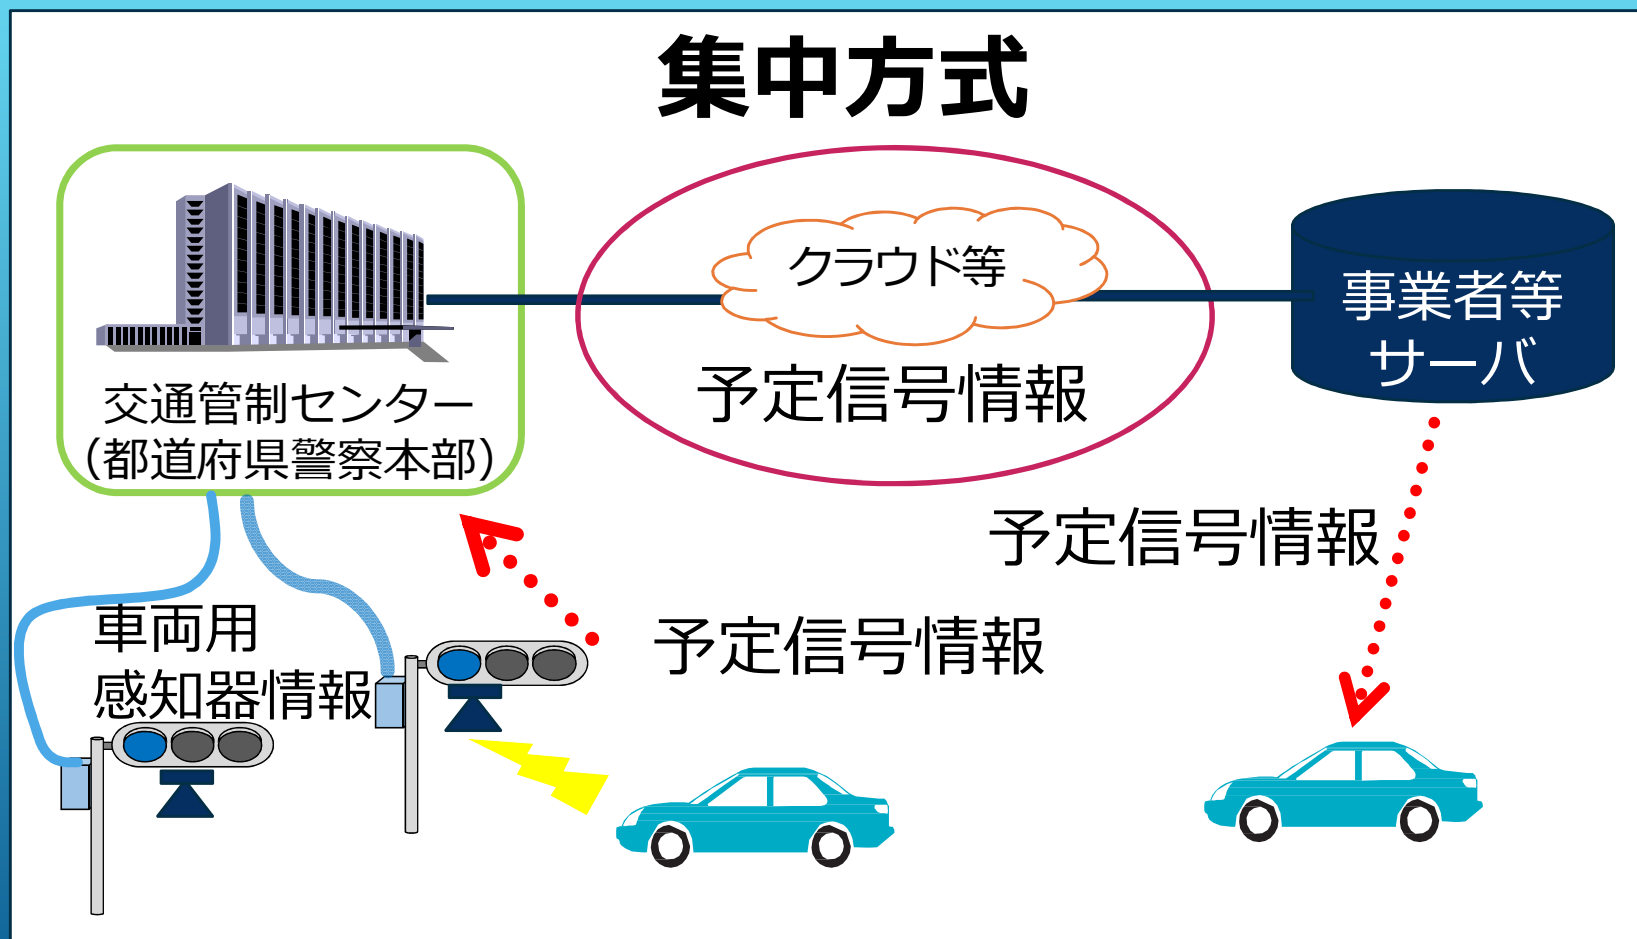 集中方式
クラウド等
事業者等
サーバ
予定信号情報
交通管制センター
（都道府県警察本部）
予定信号情報
車両用
感知器情報
予定信号情報